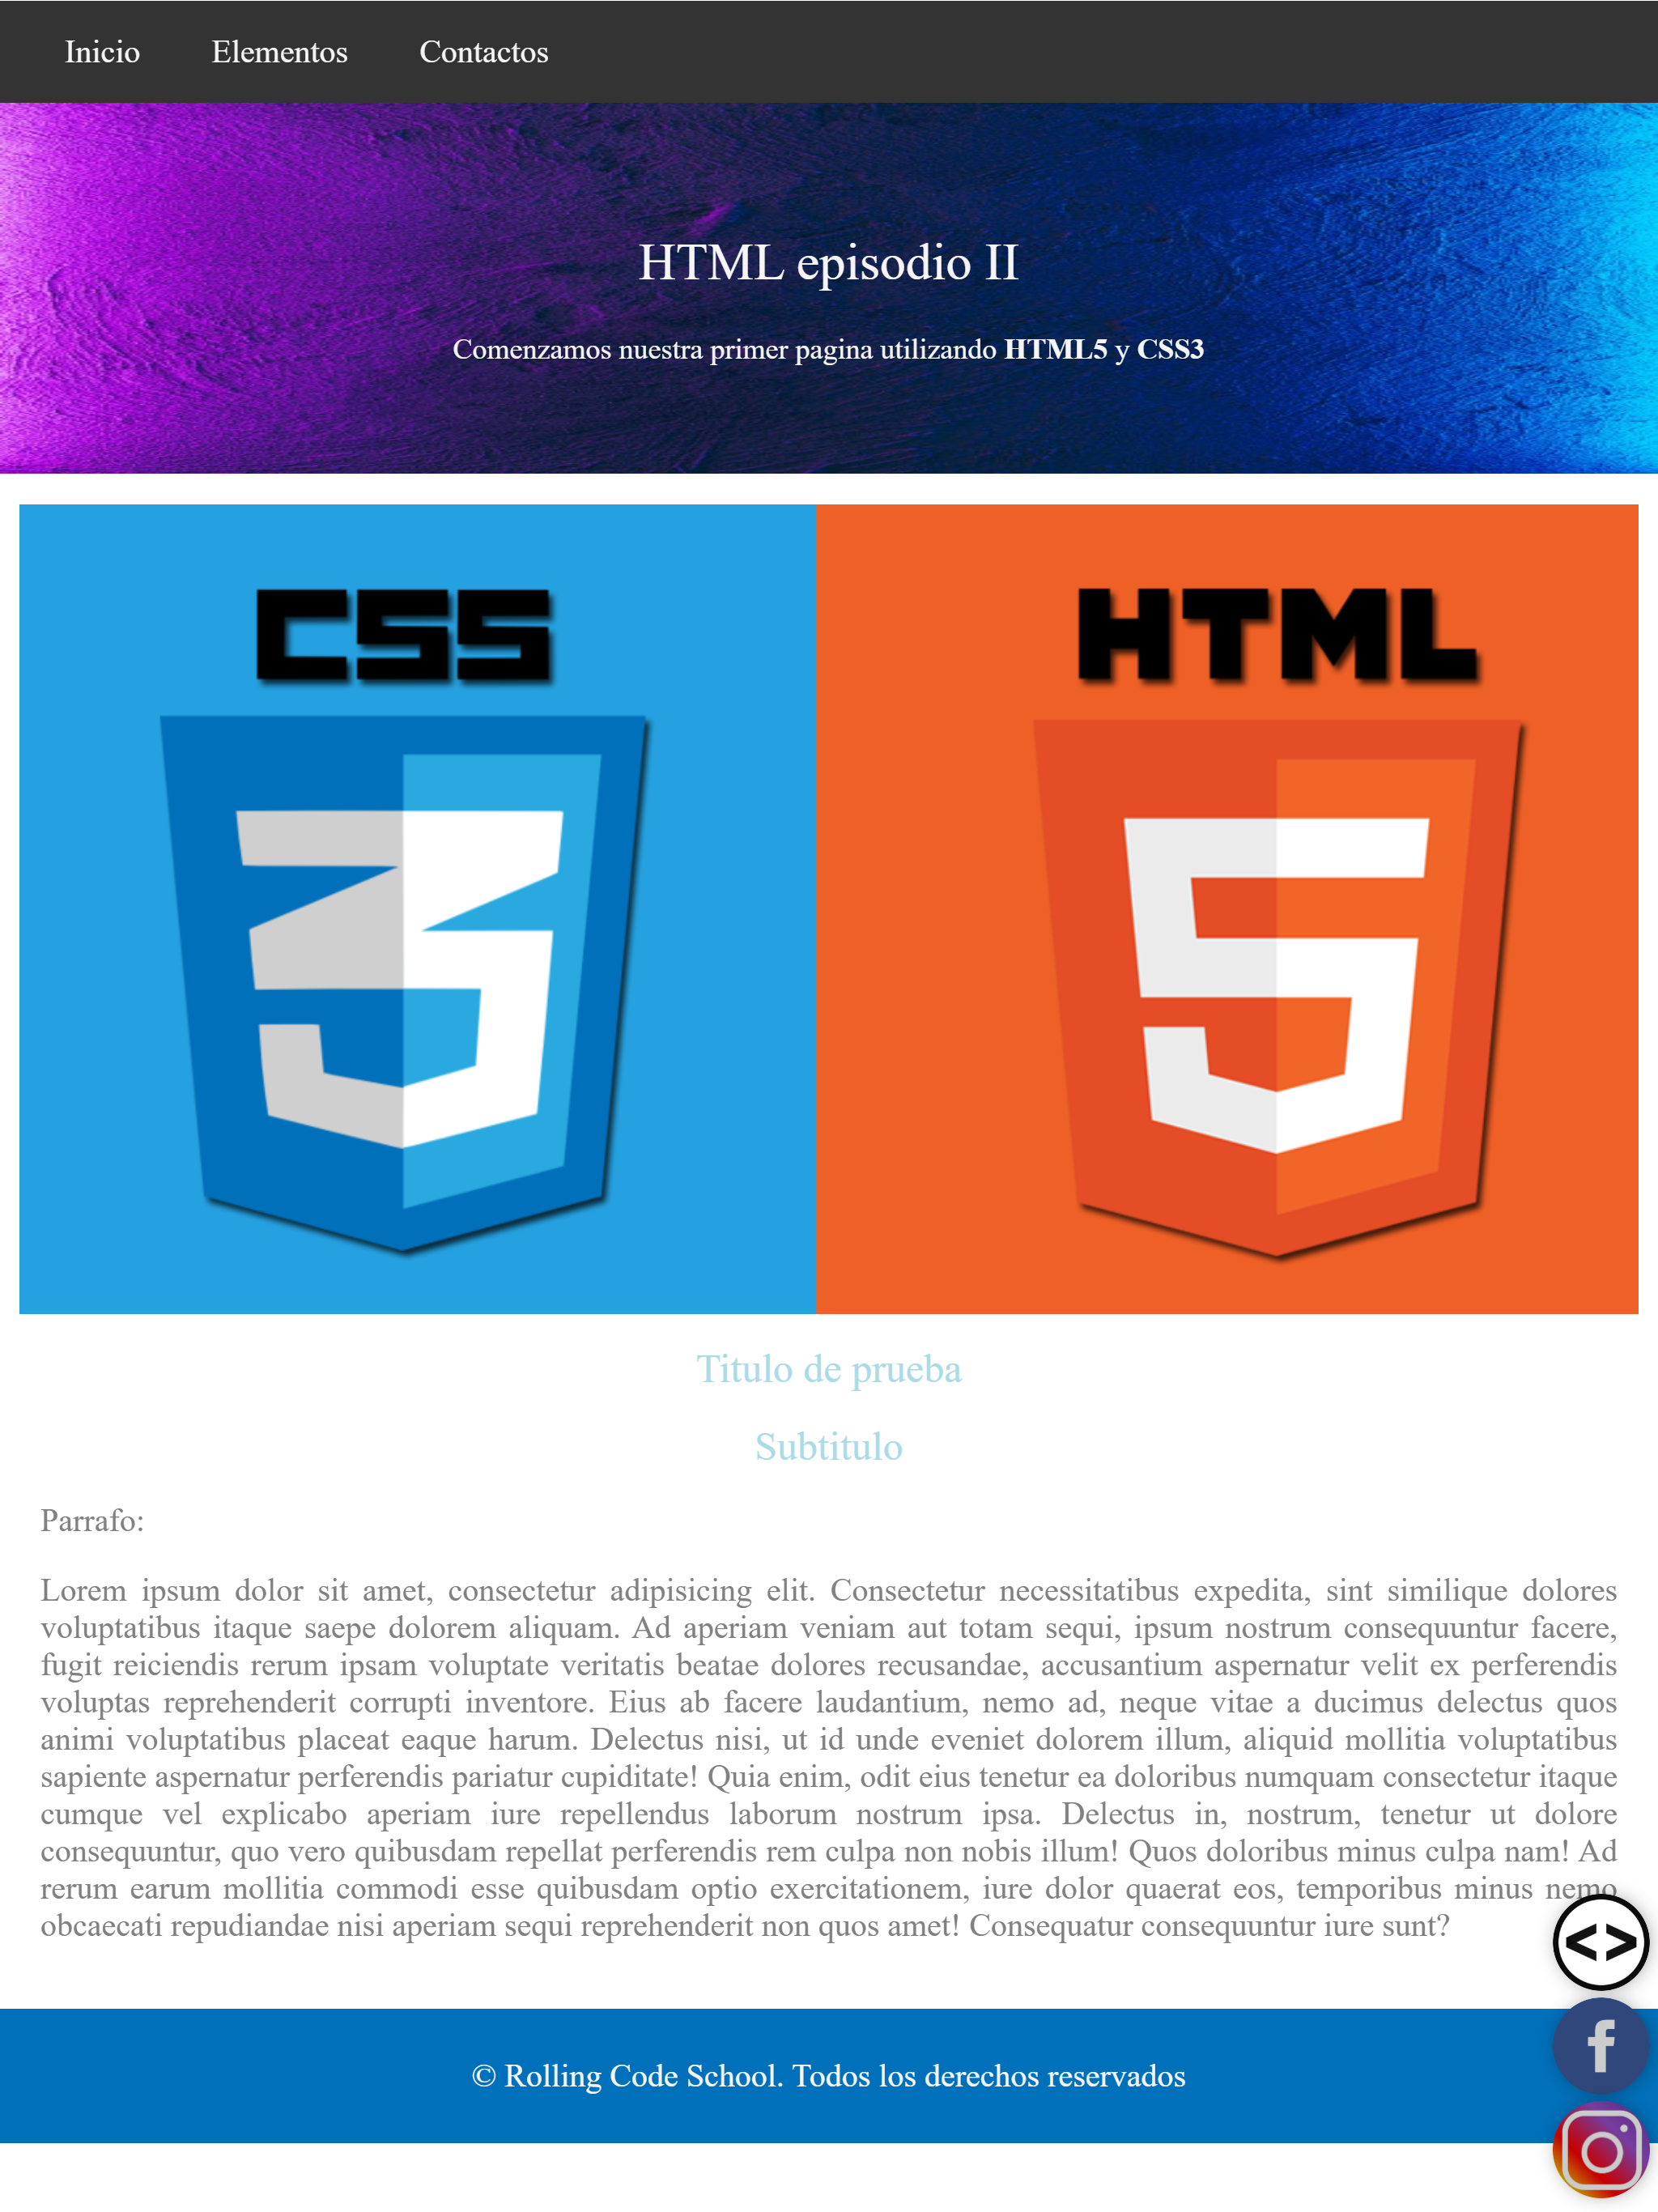 Inicio Elementos Contactos
HTML episodio II
Comenzamos nuestra primer pagina utilizando HTML5 y CSS3
CSS HTML
3 5
Titulo de prueba
Subtitulo
Parrafo:
Lorem ipsum dolor sit amet, consectetur adipisicing elit. Consectetur necessitatibus expedita, sint similique dolores
voluptatibus itaque saepe dolorem aliquam. Ad aperiam veniam aut totam sequi, ipsum nostrum consequuntur facere,
fugit reiciendis rerum ipsam voluptate veritatis beatae dolores recusandae, accusantium aspernatur velit ex perferendis
voluptas reprehenderit corrupti inventore. Eius ab facere laudantium, nemo ad, neque vitae a ducimus delectus quos
animi voluptatibus placeat eaque harum. Delectus nisi, ut id unde eveniet dolorem illum, aliquid mollitia voluptatibus
sapiente aspernatur perferendis pariatur cupiditate! Quia enim, odit eius tenetur ea doloribus numquam consectetur itaque
cumque vel explicabo aperiam iure repellendus laborum nostrum ipsa. Delectus in, nostrum, tenetur ut dolore
consequuntur, quo vero quibusdam repellat perferendis rem culpa non nobis illum! Quos doloribus minus culpa nam! Ad
rerum earum mollitia commodi esse quibusdam optio exercitationem, iure dolor quaerat eos, temporibus minus nemo
obcaecati repudiandae nisi aperiam sequi reprehenderit non quos amet! Consequatur consequuntur iure sunt?
<>
f
© Rolling Code School. Todos los derechos reservados